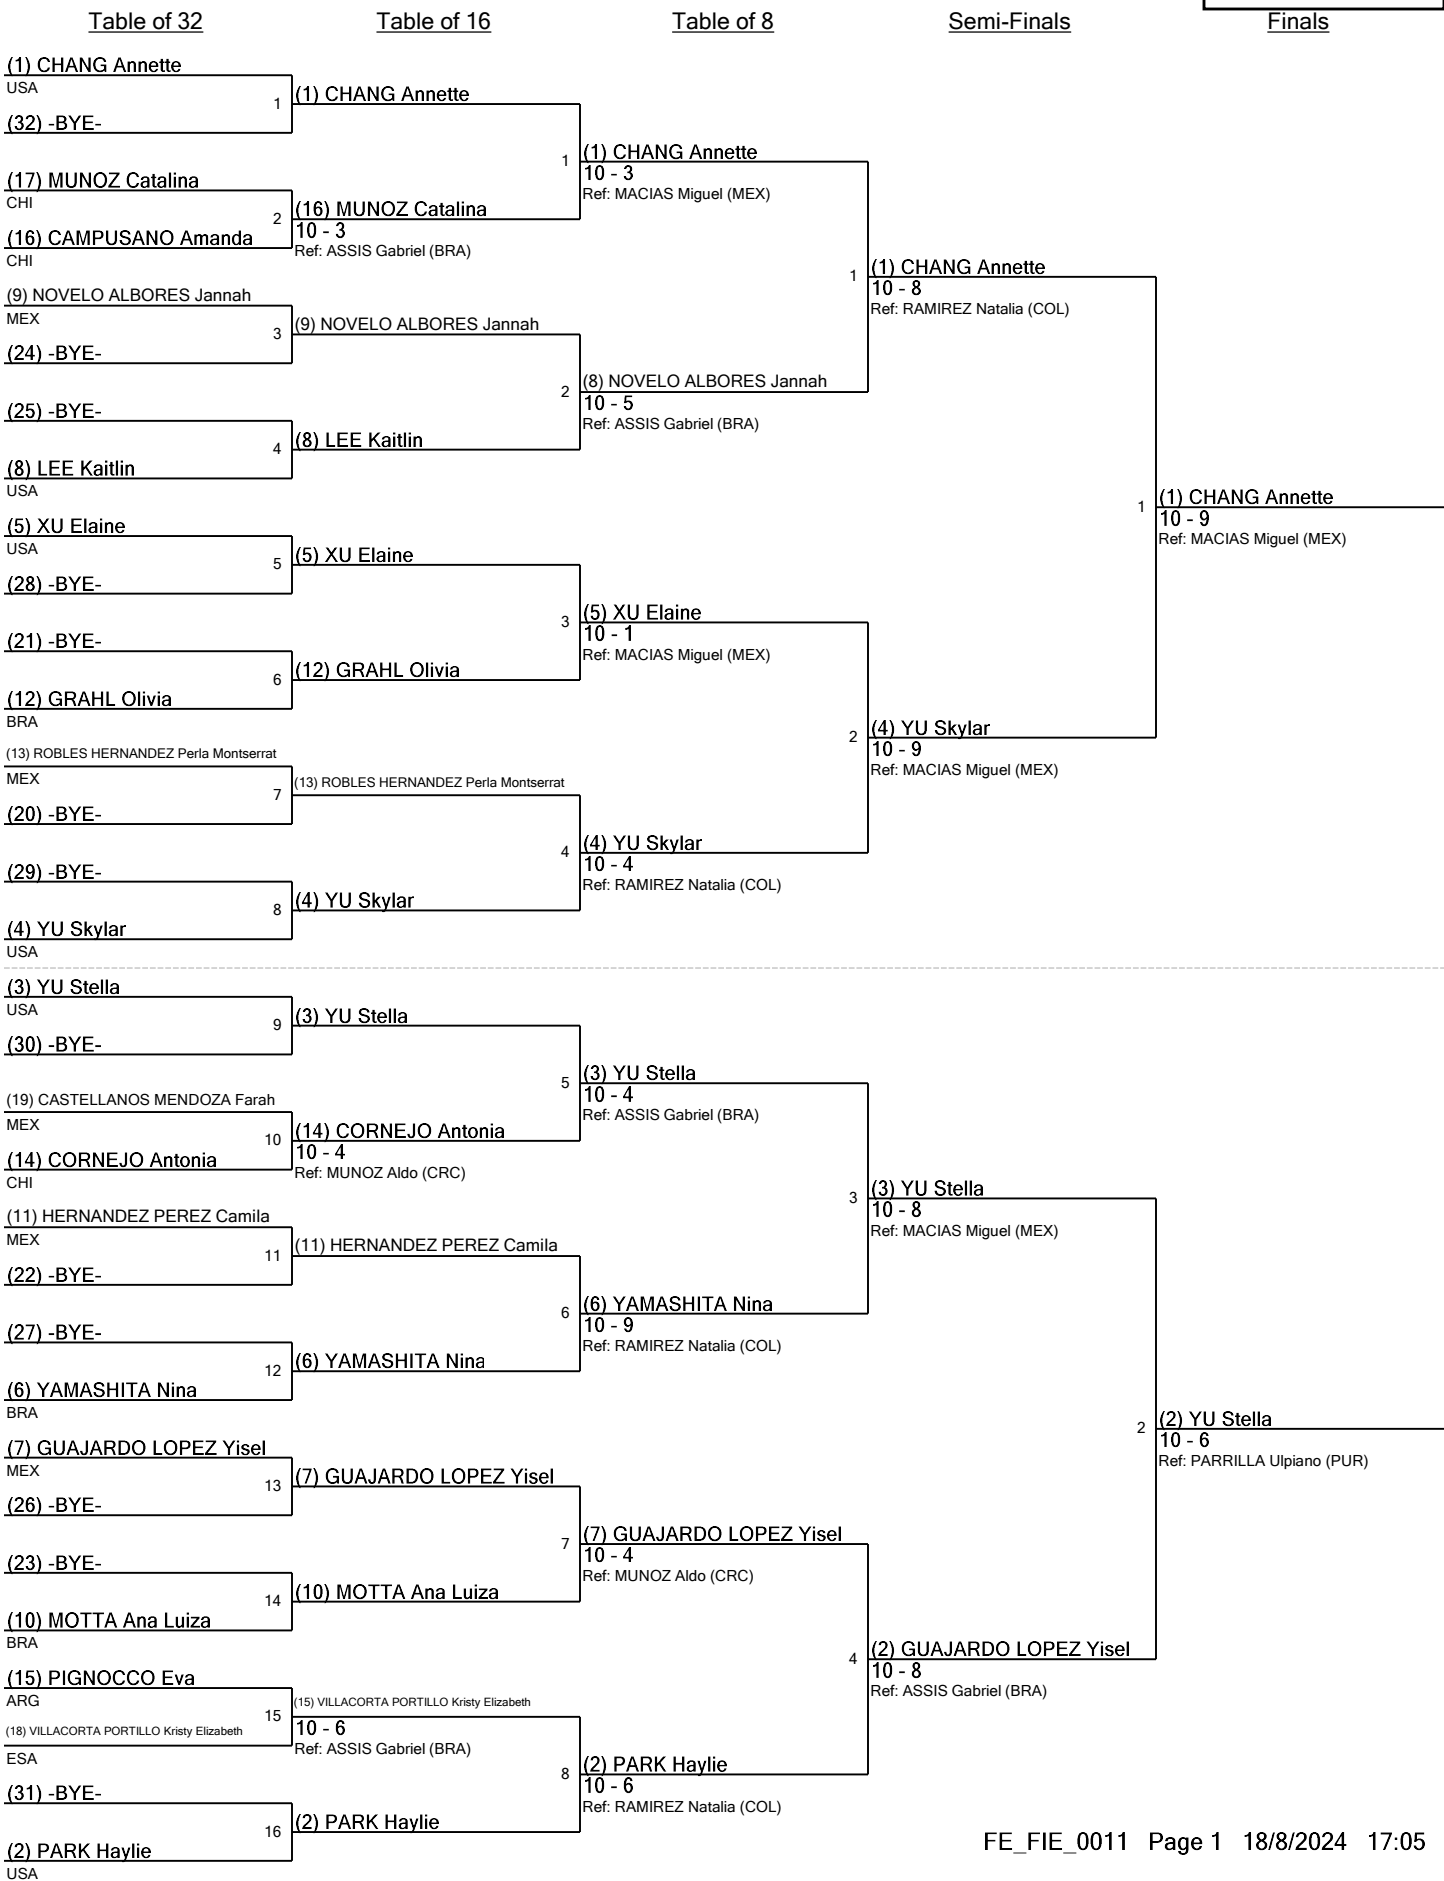 Table of 32
Table of 16
Table of 8
Semi-Finals
Finals
(1) CHANG Annette
USA
1
(32) -BYE-
(17) MUNOZ Catalina
CHI
2
(16) CAMPUSANO Amanda
CHI
(9) NOVELO ALBORES Jannah
MEX
3
(24) -BYE-
(25) -BYE-
4
(8) LEE Kaitlin
USA
(5) XU Elaine
USA
5
(28) -BYE-
(21) -BYE-
6
(12) GRAHL Olivia
BRA
(13) ROBLES HERNANDEZ Perla Montserrat
MEX
7
(20) -BYE-
(29) -BYE-
8
(4) YU Skylar
USA
(3) YU Stella
USA
9
(30) -BYE-
(19) CASTELLANOS MENDOZA Farah
MEX
10
(14) CORNEJO Antonia
CHI
(11) HERNANDEZ PEREZ Camila
MEX
11
(22) -BYE-
(27) -BYE-
12
(6) YAMASHITA Nina
BRA
(7) GUAJARDO LOPEZ Yisel
MEX
13
(26) -BYE-
(23) -BYE-
14
(10) MOTTA Ana Luiza
BRA
(15) PIGNOCCO Eva
ARG
15
(18) VILLACORTA PORTILLO Kristy Elizabeth
ESA
(31) -BYE-
16
(2) PARK Haylie
USA
(1) CHANG Annette
1
(16) MUNOZ Catalina
10 - 3
Ref: ASSIS Gabriel (BRA)
(9) NOVELO ALBORES Jannah
2
(8) LEE Kaitlin
(5) XU Elaine
3
(12) GRAHL Olivia
(13) ROBLES HERNANDEZ Perla Montserrat
4
(4) YU Skylar
(3) YU Stella
5
(14) CORNEJO Antonia
10 - 4
Ref: MUNOZ Aldo (CRC)
(11) HERNANDEZ PEREZ Camila
6
(6) YAMASHITA Nina
(7) GUAJARDO LOPEZ Yisel
7
(10) MOTTA Ana Luiza
(15) VILLACORTA PORTILLO Kristy Elizabeth
10 - 6
Ref: ASSIS Gabriel (BRA)
8
(2) PARK Haylie
(1) CHANG Annette
10 - 3
Ref: MACIAS Miguel (MEX)
1
(8) NOVELO ALBORES Jannah
10 - 5
Ref: ASSIS Gabriel (BRA)
(5) XU Elaine
10 - 1
Ref: MACIAS Miguel (MEX)
2
(4) YU Skylar
10 - 4
Ref: RAMIREZ Natalia (COL)
(3) YU Stella
10 - 4
Ref: ASSIS Gabriel (BRA)
3
(6) YAMASHITA Nina
10 - 9
Ref: RAMIREZ Natalia (COL)
(7) GUAJARDO LOPEZ Yisel
10 - 4
Ref: MUNOZ Aldo (CRC)
4
(2) PARK Haylie
10 - 6
Ref: RAMIREZ Natalia (COL)
(1) CHANG Annette
10 - 8
Ref: RAMIREZ Natalia (COL)
1
(4) YU Skylar
10 - 9
Ref: MACIAS Miguel (MEX)
(3) YU Stella
10 - 8
Ref: MACIAS Miguel (MEX)
2
(2) GUAJARDO LOPEZ Yisel
10 - 8
Ref: ASSIS Gabriel (BRA)
(1) CHANG Annette
10 - 9
Ref: MACIAS Miguel (MEX)
(2) YU Stella
10 - 6
Ref: PARRILLA Ulpiano (PUR)
FE_FIE_0011 Page 1 18/8/2024 17:05